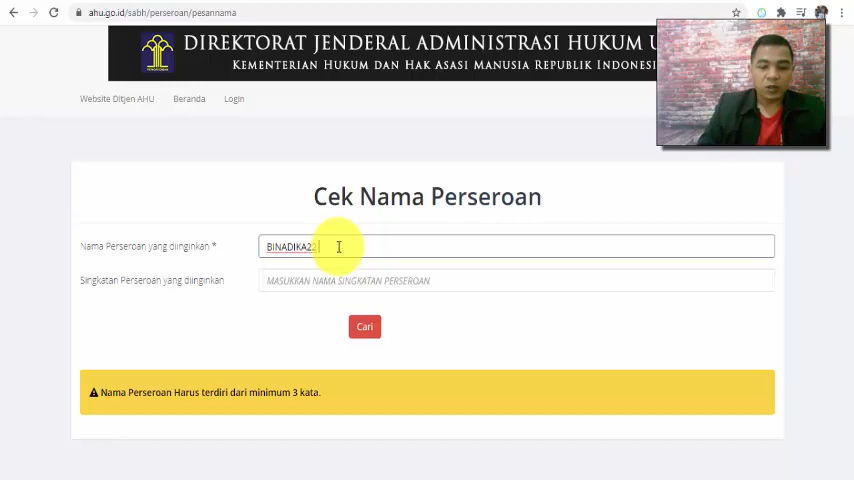 ahu.go.id/sabh/perseroan/pesannama
DIREKTORAT JENDERAL ADMINISTRASI HUKUM
KEMENTERIAN HUKUM DAN HAK ASASI MANUSIA REPUBLIK INDONESI
Website Ditjen AHU Beranda Login
Cek Nama Perseroan
Nama Perseroan yang diinginkan * BINADIKA22
Singkatan Perseroan yang diinginkan MASUKKAN NAMA SINGKATAN PERSEROAN
Cari
Nama Perseroan Harus terdiri dari minimum 3 kata.